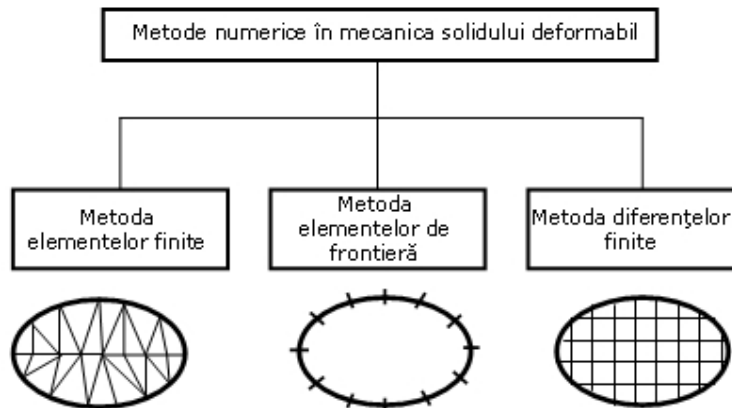 Metode numerice în mecanica solidului deformabil
Metoda
elementelor finite
Metoda
elementelor de
frontieră
Metoda diferenţelor
finite